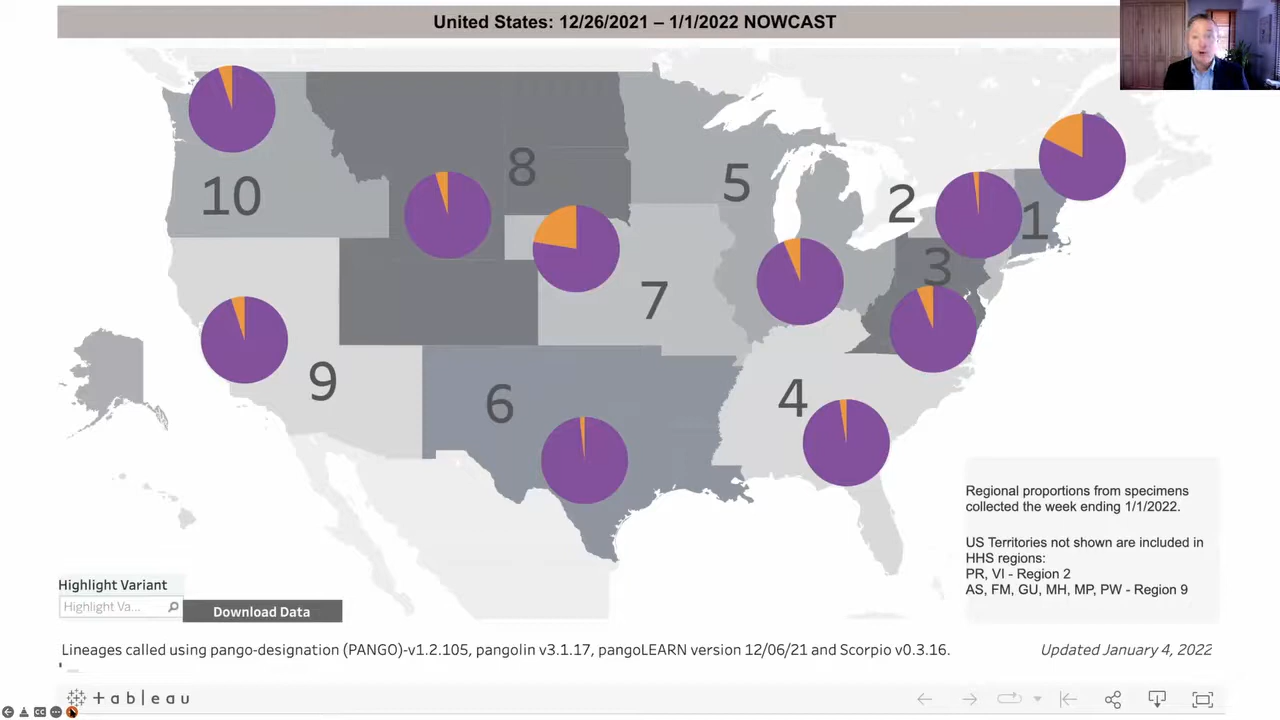 United States: 12/26/2021 – 1/1/2022 NOWCAST
10
8
5
2
1
3
7
9
6
4
Regional proportions from specimens
collected the week ending 1/1/2022.
US Territories not shown are included in
HHS regions:
PR, VI - Region 2
AS, FM, GU, MH, MP, PW - Region 9
Highlight Variant
Highlight Va...
Download Data
Lineages called using pango-designation (PANGO)-v1.2.105, pangolin v3.1.17, pangoLEARN version 12/06/21 and Scorpio v0.3.16.
Updated January 4, 2022
+ a b l e a u
CC